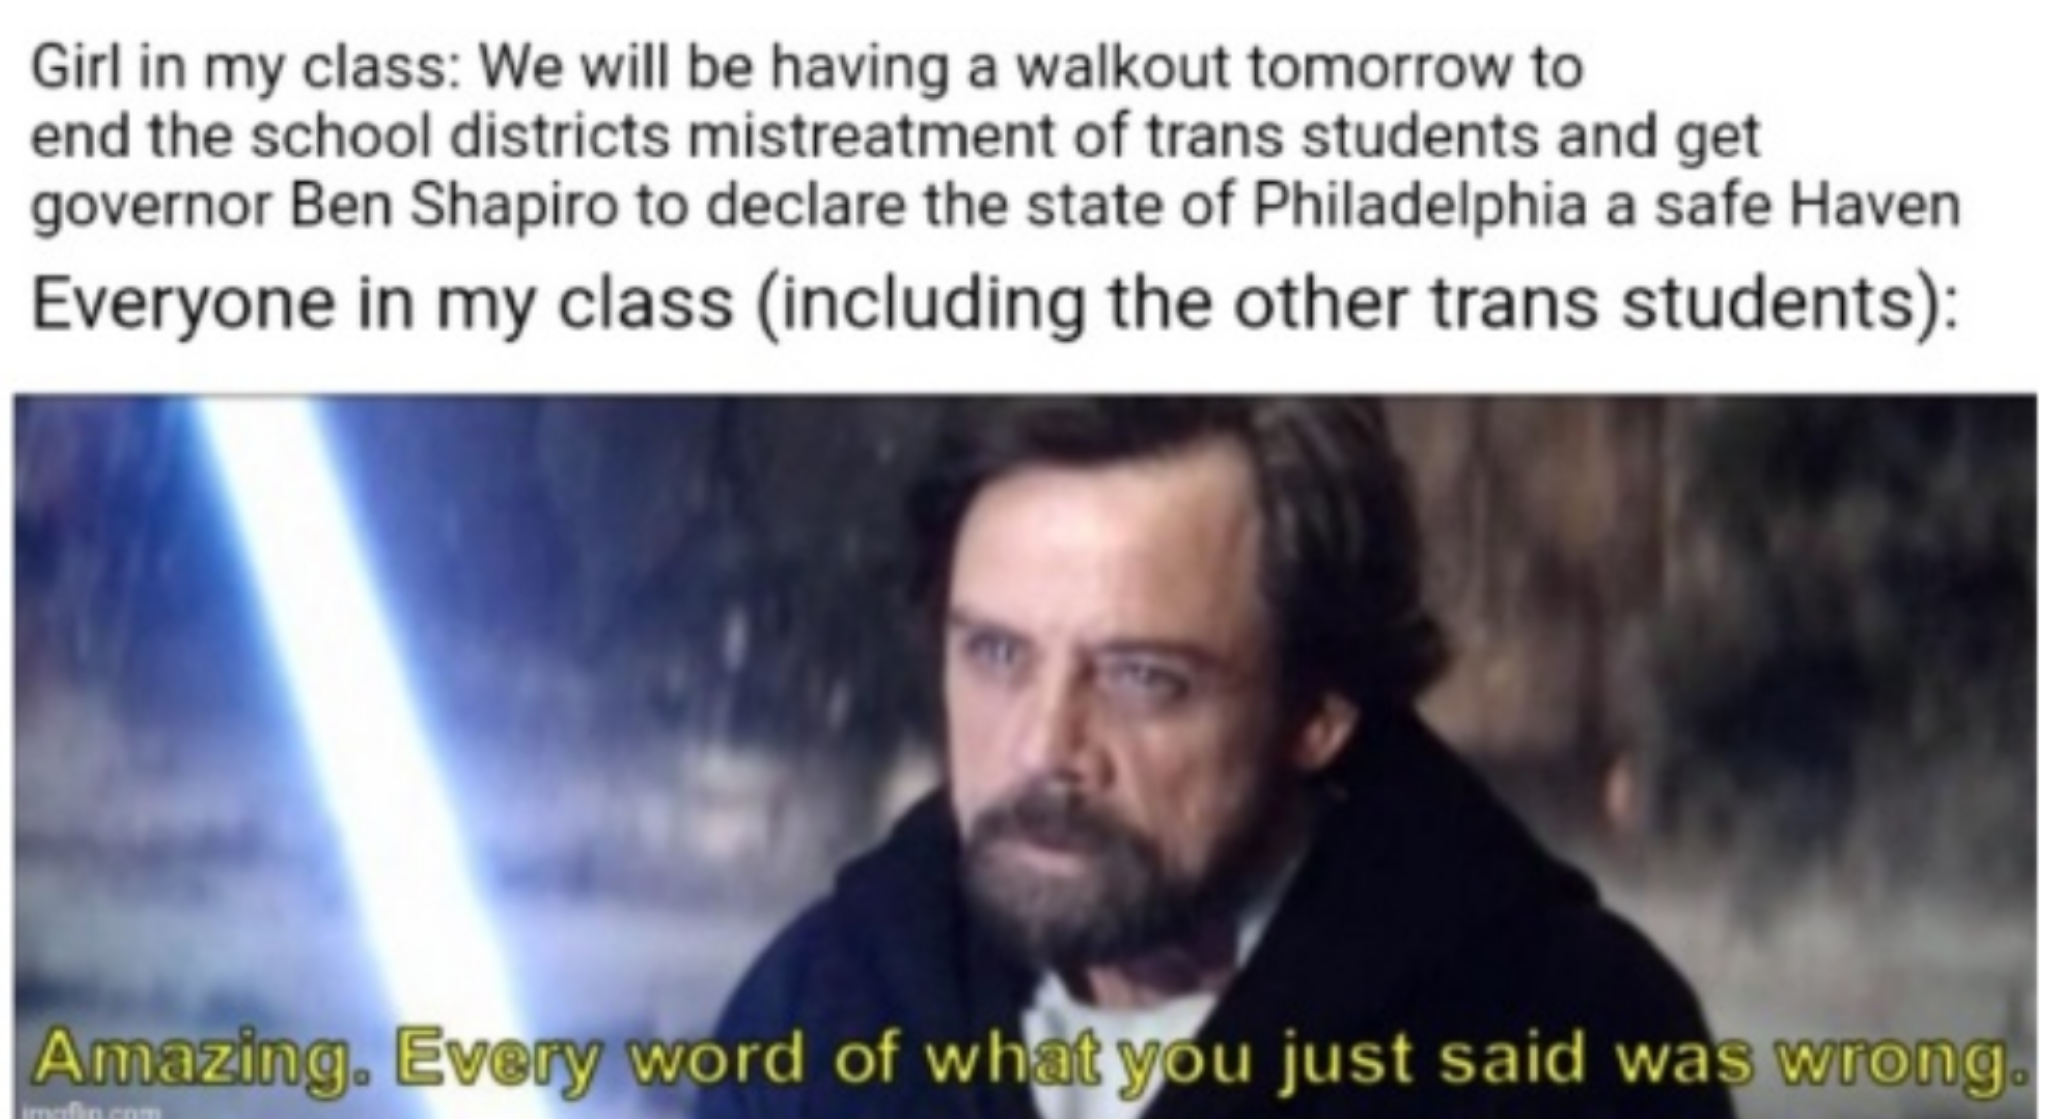 Girl in my class: We will be having a walkout tomorrow to
end the school districts mistreatment of trans students and get
governor Ben Shapiro to declare the state of Philadelphia a safe Haven
Everyone in my class (including the other trans students):
Amazing. Every word of what you just said was wrong.
imgflip.com